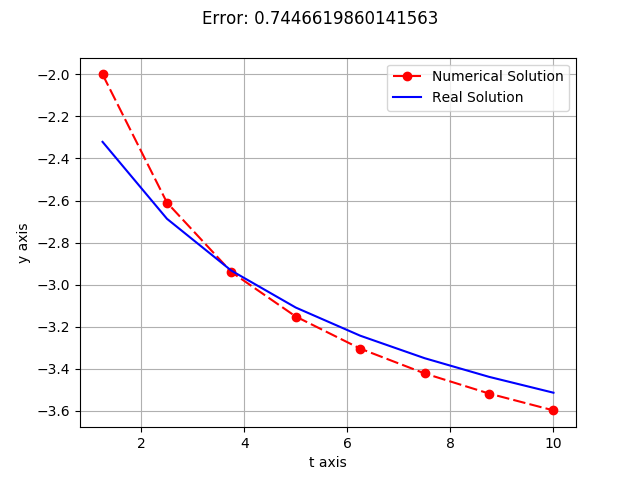 Error: 0.7446619860141563
Numerical Solution
Real Solution
−2.0
−2.2
−2.4
−2.6
−2.8
−3.0
−3.2
−3.4
−3.6
y axis
2 4 6 8 10
t axis